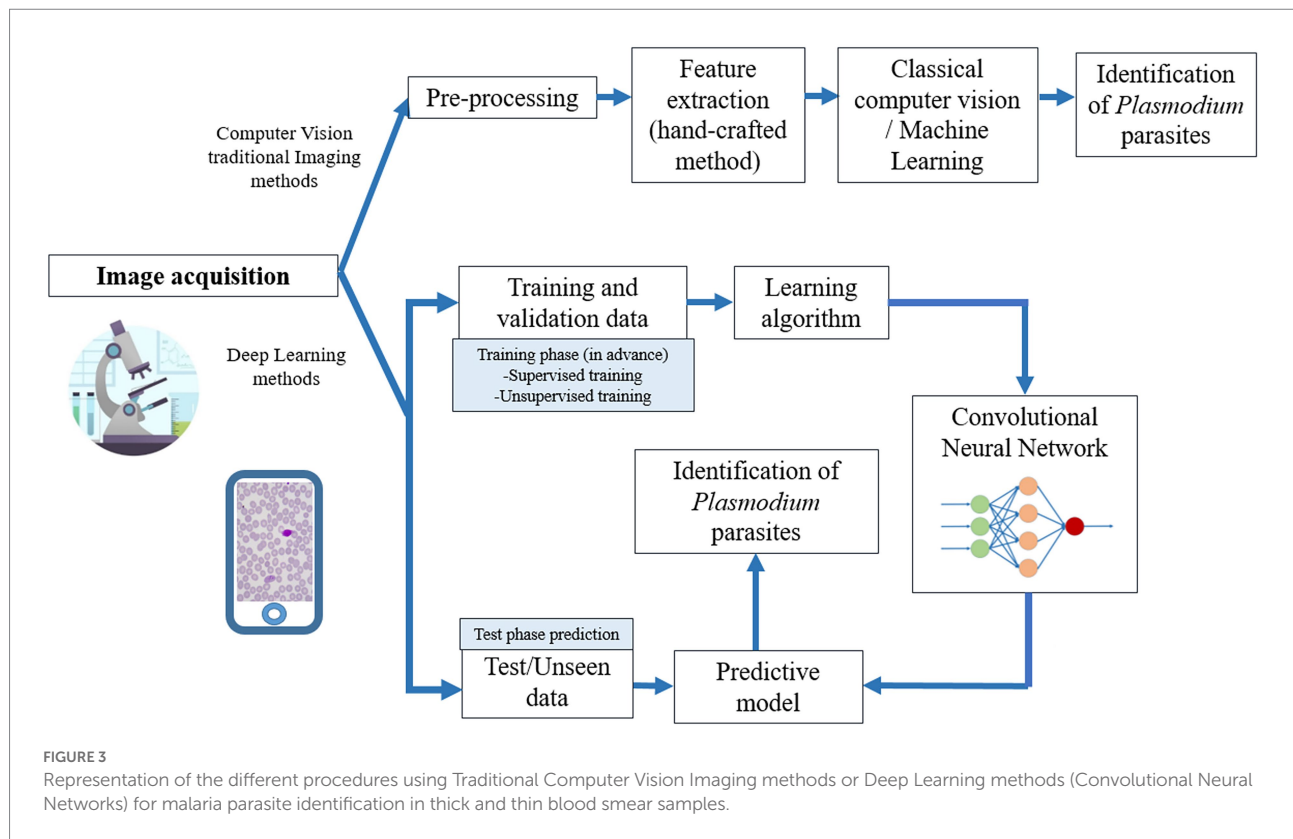 Pre-processing
Feature
extraction
(hand-crafted
method)
Classical
computer vision
/ Machine
Learning
Identification
of Plasmodium
parasites
Computer Vision
traditional Imaging
methods
Image acquisition
Deep Learning
methods
Training and
validation data
Training phase (in advance)
-Supervised training
-Unsupervised training
Learning
algorithm
Convolutional
Neural Network
Identification of
Plasmodium
parasites
Test phase prediction
Test/Unseen
data
Predictive
model
FIGURE 3
Representation of the different procedures using Traditional Computer Vision Imaging methods or Deep Learning methods (Convolutional Neural
Networks) for malaria parasite identification in thick and thin blood smear samples.